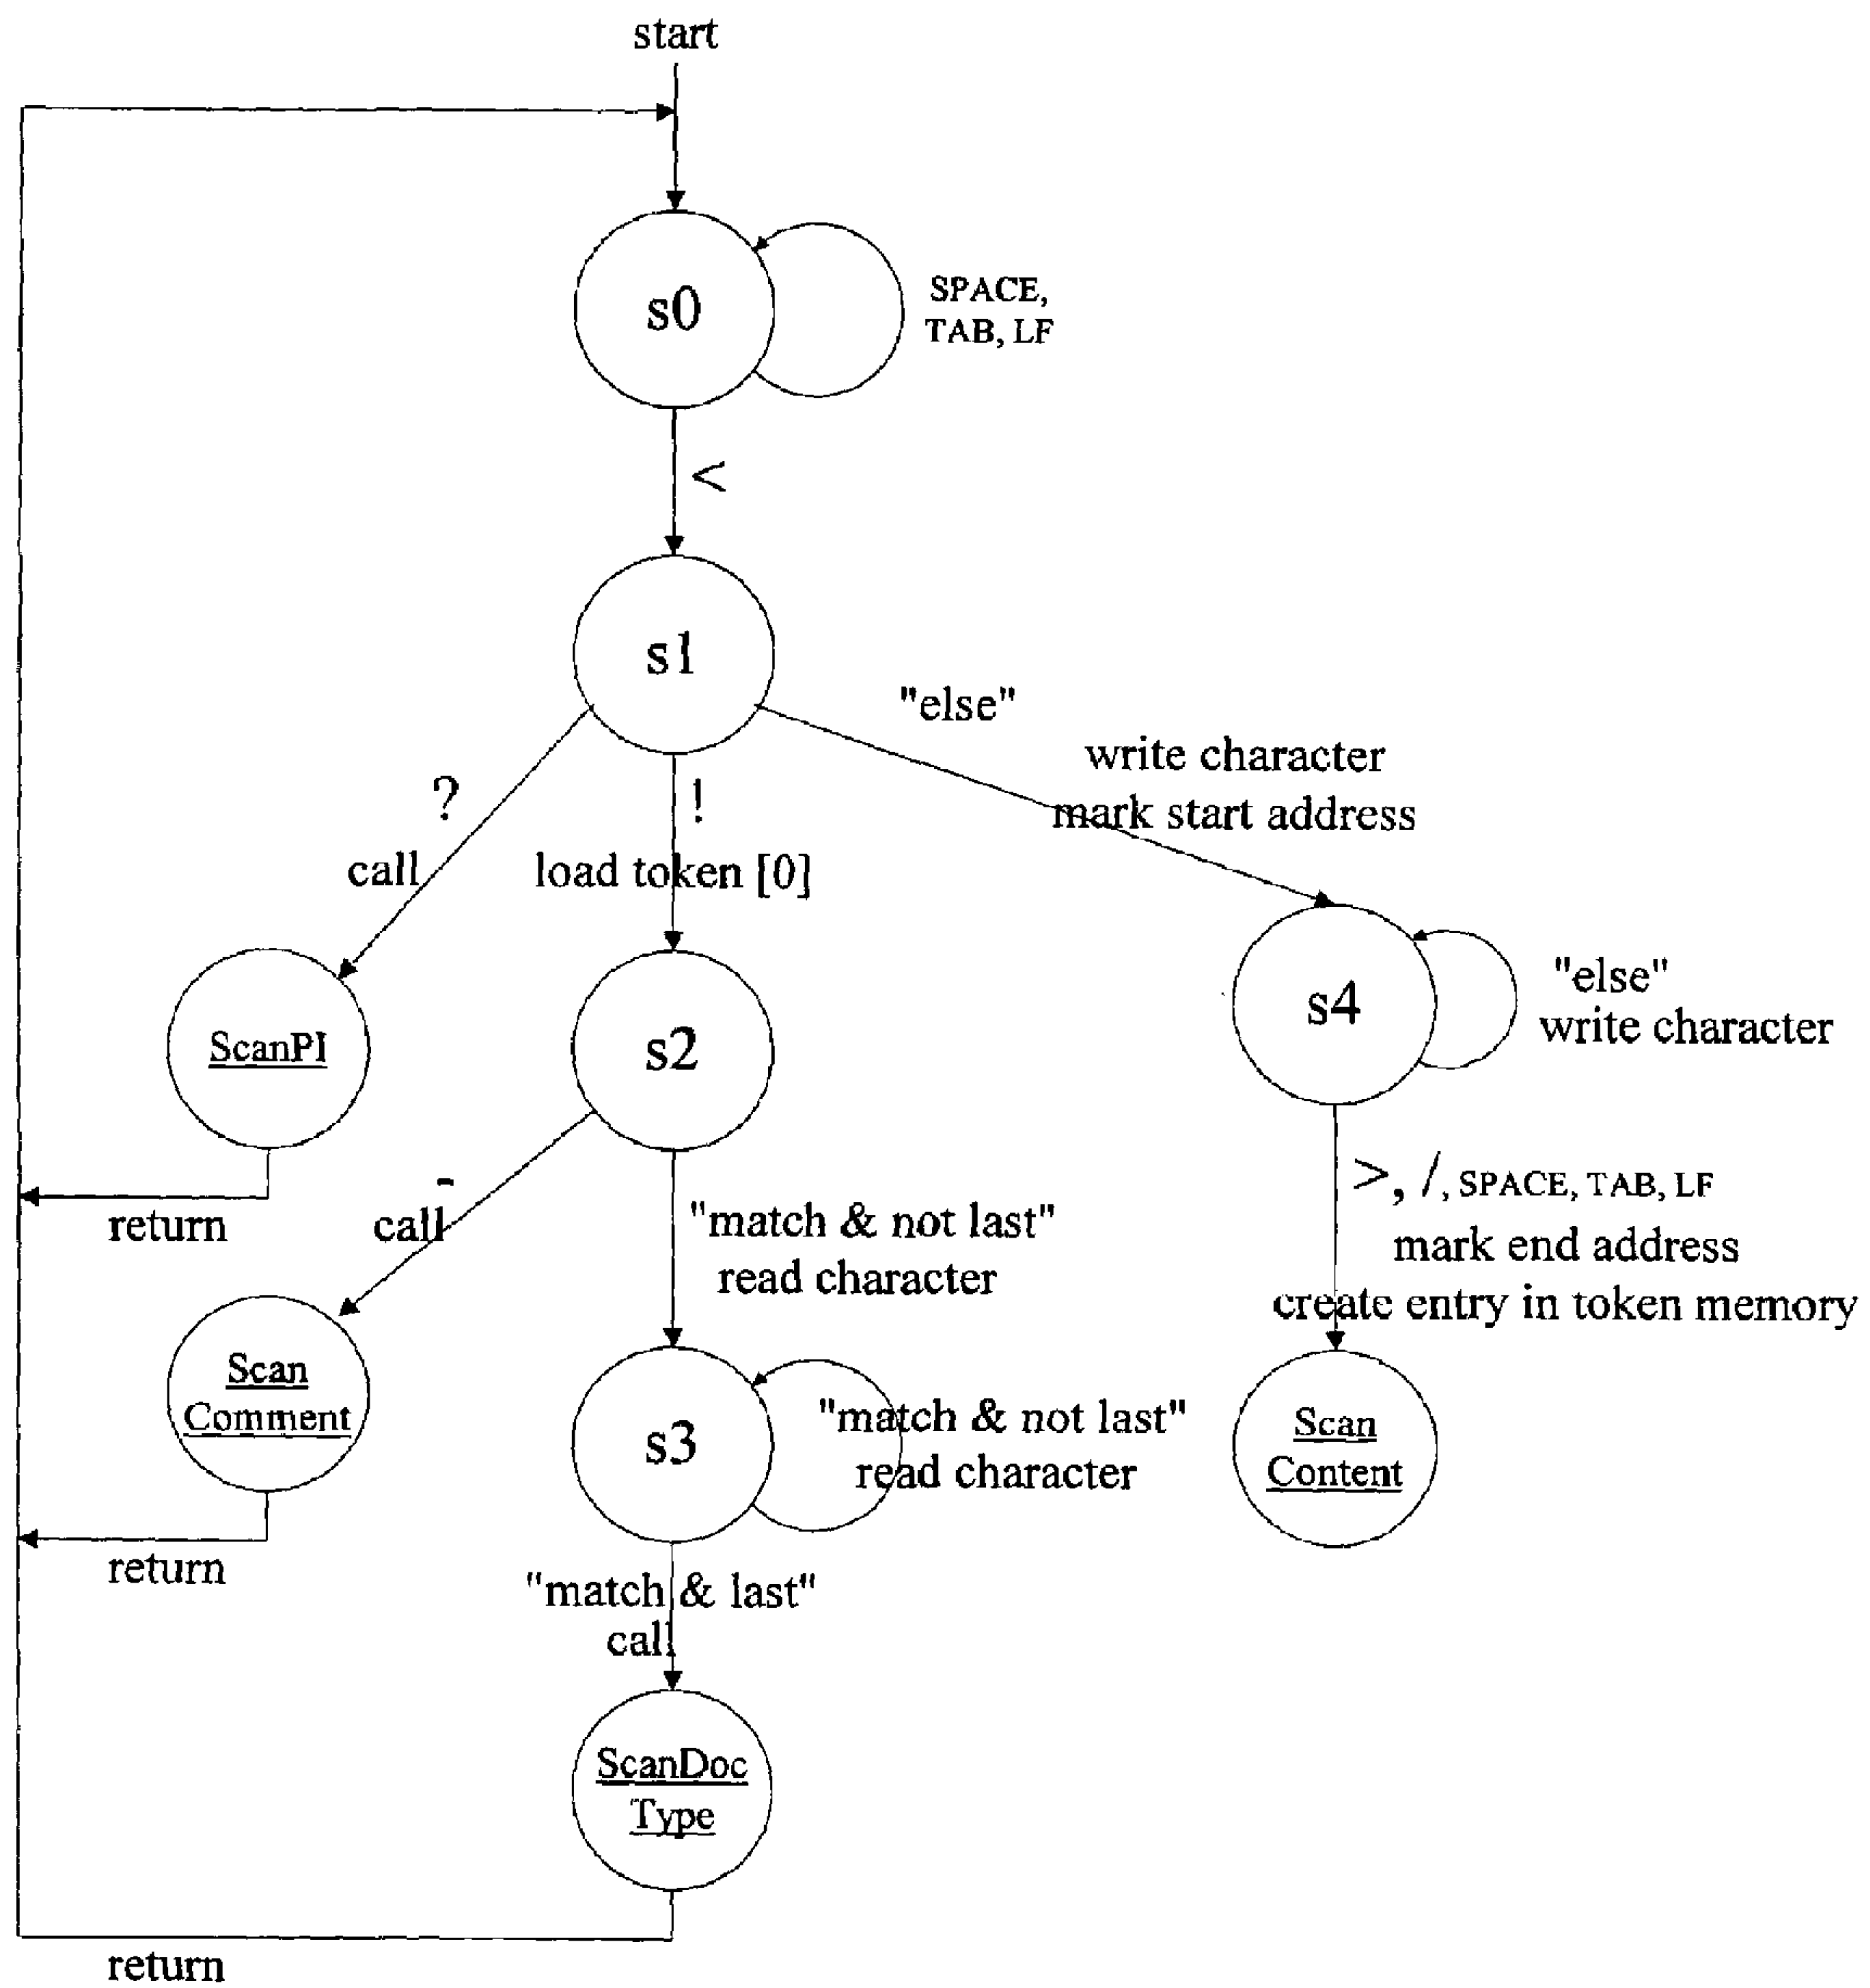 start
s0
SPACE,
TAB, LF
<
s1
"else"
write character
mark start address
?
!
call
load token [0]
s4
"else"
write character
ScanPI
s2
-
>, /, SPACE, TAB, LF
return
call
"match & not last"
read character
mark end address
create entry in token memory
Scan
Comment
s3
"match & not last"
read character
Scan
Content
return
"match & last"
call
ScanDoc
Type
return